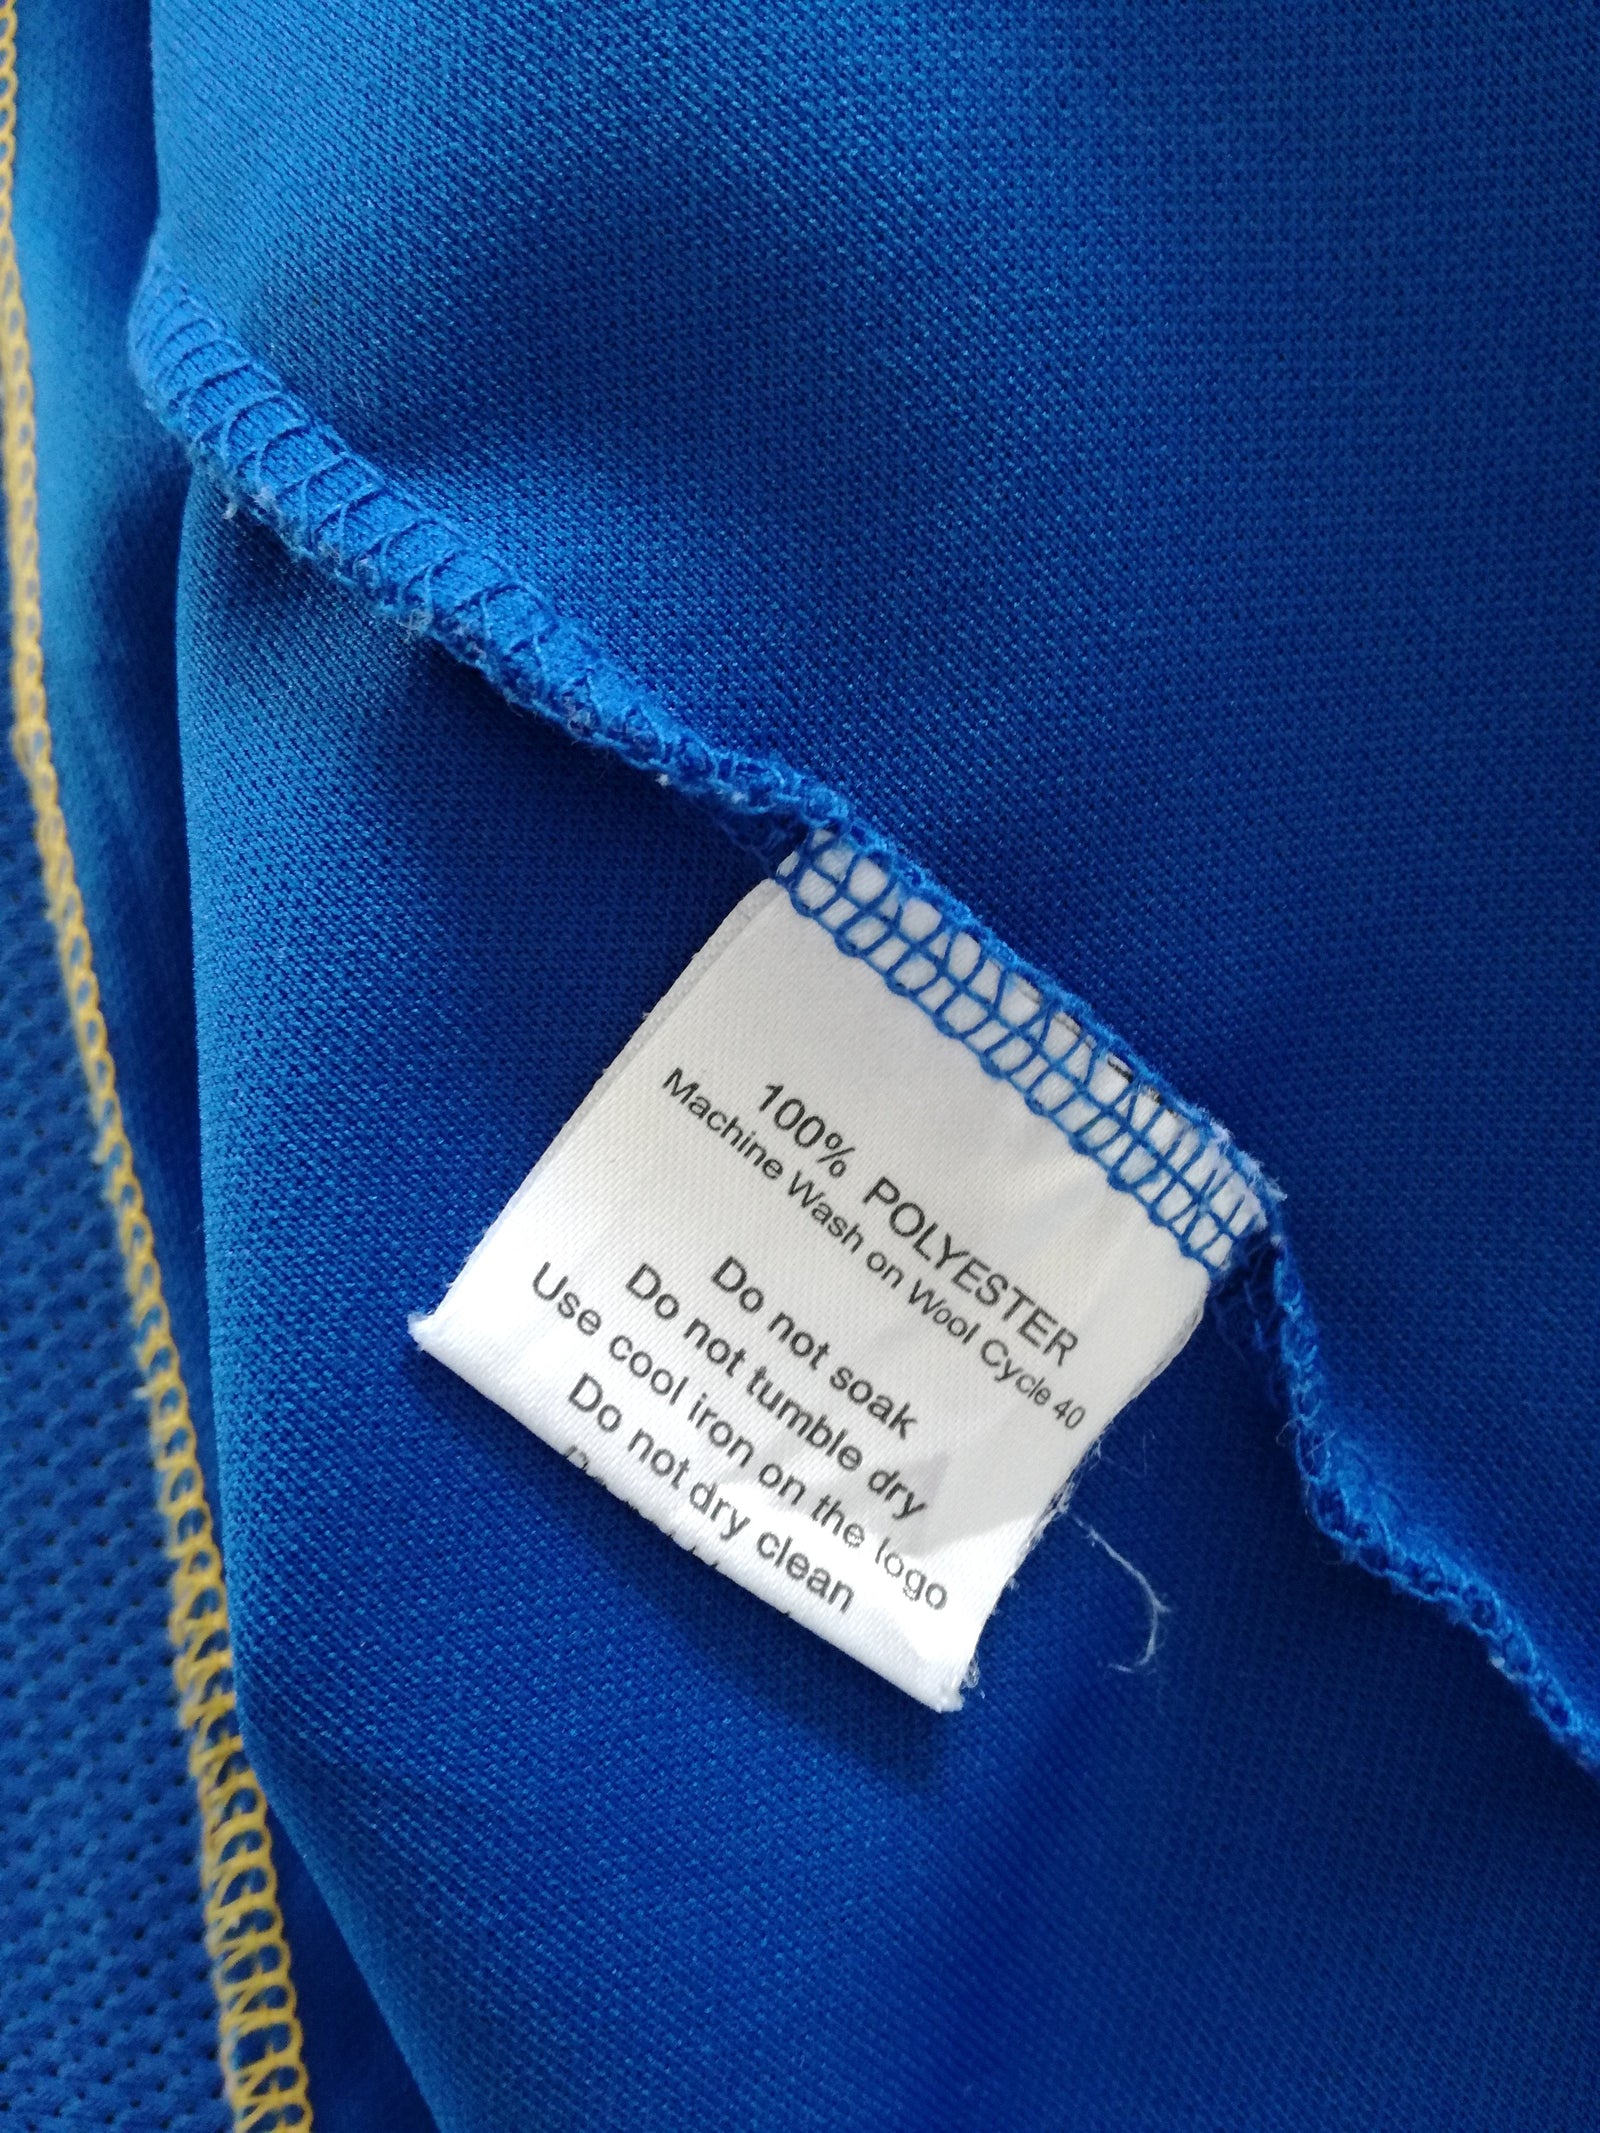 100% POLYESTER
Machine Wash on Wool Cycle 40
Do not soak
Do not tumble dry
Use cool iron on the logo
Do not dry clean